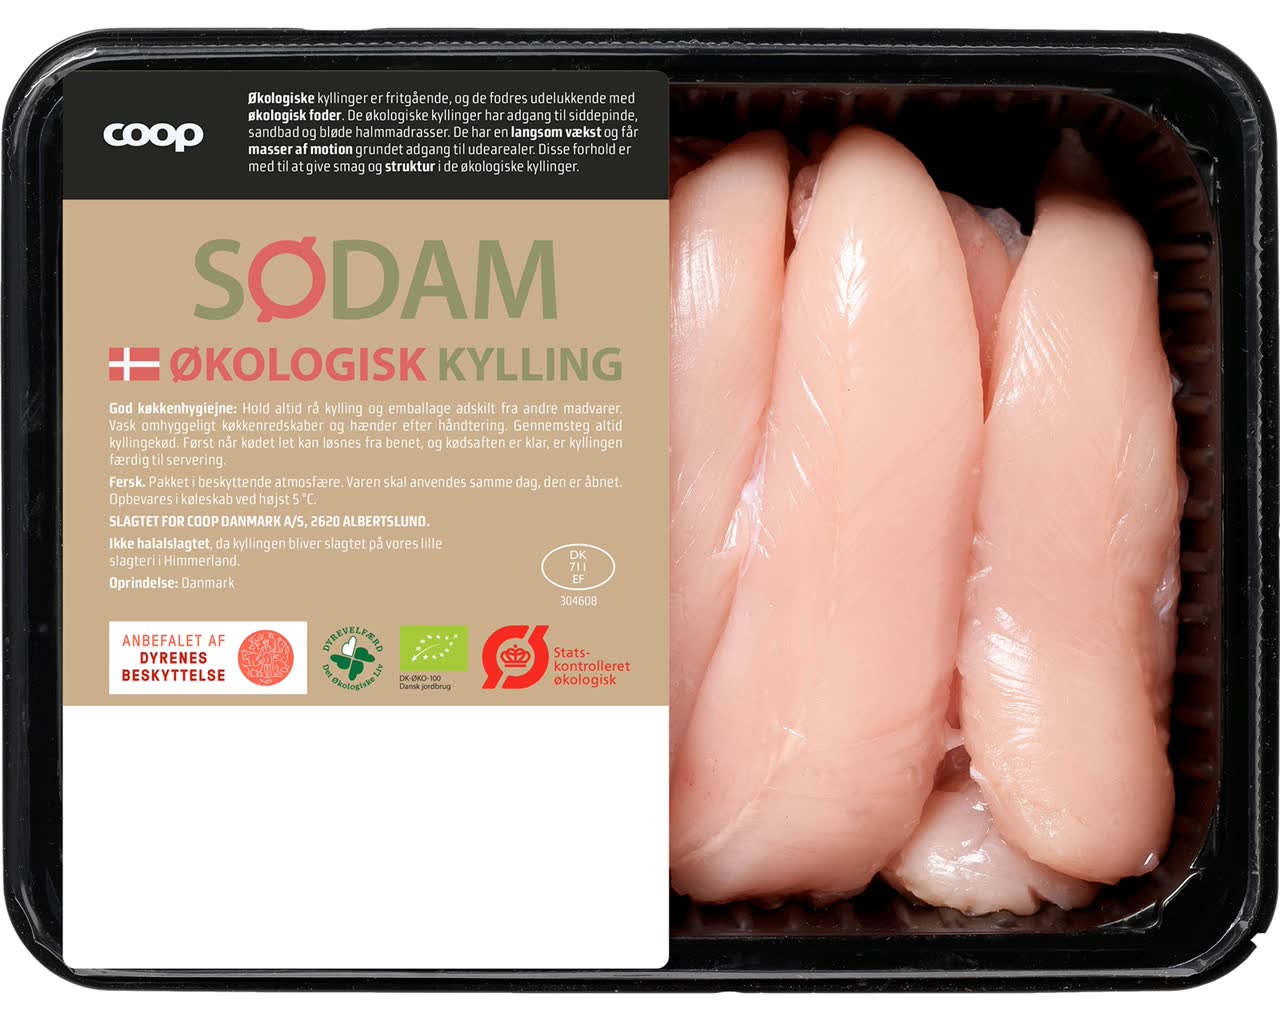 coop
Økologiske kyllinger er fritgående, og de fodres udelukkende med
økologisk foder. De økologiske kyllinger har adgang til siddepinde,
sandbad og bløde halmmadrasser. De har en langsom vækst og får
masser af motion grundet adgang til udearealer. Disse forhold er
med til at give smag og struktur i de økologiske kyllinger.
SØDAM
ØKOLOGISK KYLLING
God køkkenhygiejne: Hold altid rå kylling og emballage adskilt fra andre madvarer.
Vask omhyggeligt køkkenredskaber og hænder efter håndtering. Gennemsteg altid
kyllingekød. Først når kødet let kan løsnes fra benet, og kødsaften er klar, er kyllingen
færdig til servering.
Fersk. Pakket i beskyttende atmosfære. Varen skal anvendes samme dag, den er åbnet.
Opbevares i køleskab ved højst 5 °C.
SLAGTET FOR COOP DANMARK A/S, 2620 ALBERTSLUND.
Ikke halalslagtet, da kyllingen bliver slagtet på vores lille
slagteri i Himmerland.
Oprindelse: Danmark
DK
711
EF
304608
ANBEFALET AF
DYRENES
BESKYTTELSE
DYREVELFÆRD
Det Økologiske Liv
DK-ØKO-100
Dansk jordbrug
Stats-
kontrolleret
økologisk